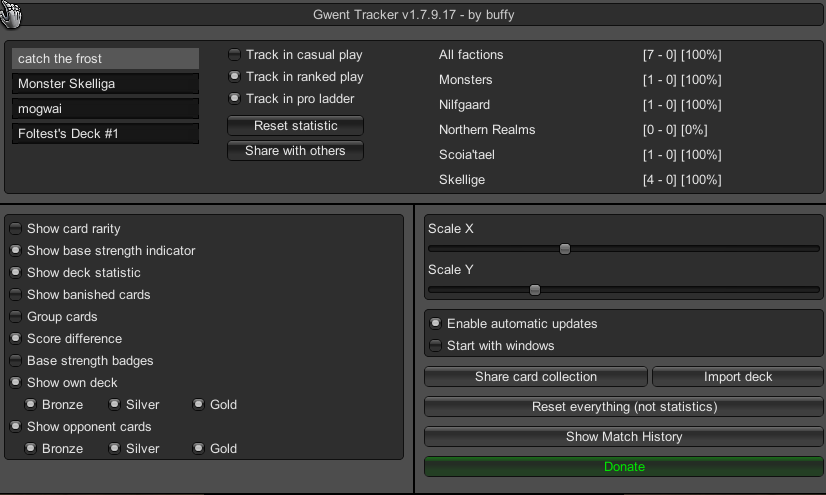 Gwent Tracker v1.7.9.17 - by buffy
catch the frost
Monster Skelliga
mogwai
Foltest's Deck #1
Track in casual play
Track in ranked play
Track in pro ladder
Reset statistic
Share with others
All factions [7 - 0] [100%]
Monsters [1 - 0] [100%]
Nilfgaard [1 - 0] [100%]
Northern Realms [0 - 0] [0%]
Scoia'tael [1 - 0] [100%]
Skellige [4 - 0] [100%]
Show card rarity
Show base strength indicator
Show deck statistic
Show banished cards
Group cards
Score difference
Base strength badges
Show own deck
Bronze Silver Gold
Show opponent cards
Bronze Silver Gold
Scale X
Scale Y
Enable automatic updates
Start with windows
Share card collection Import deck
Reset everything (not statistics)
Show Match History
Donate